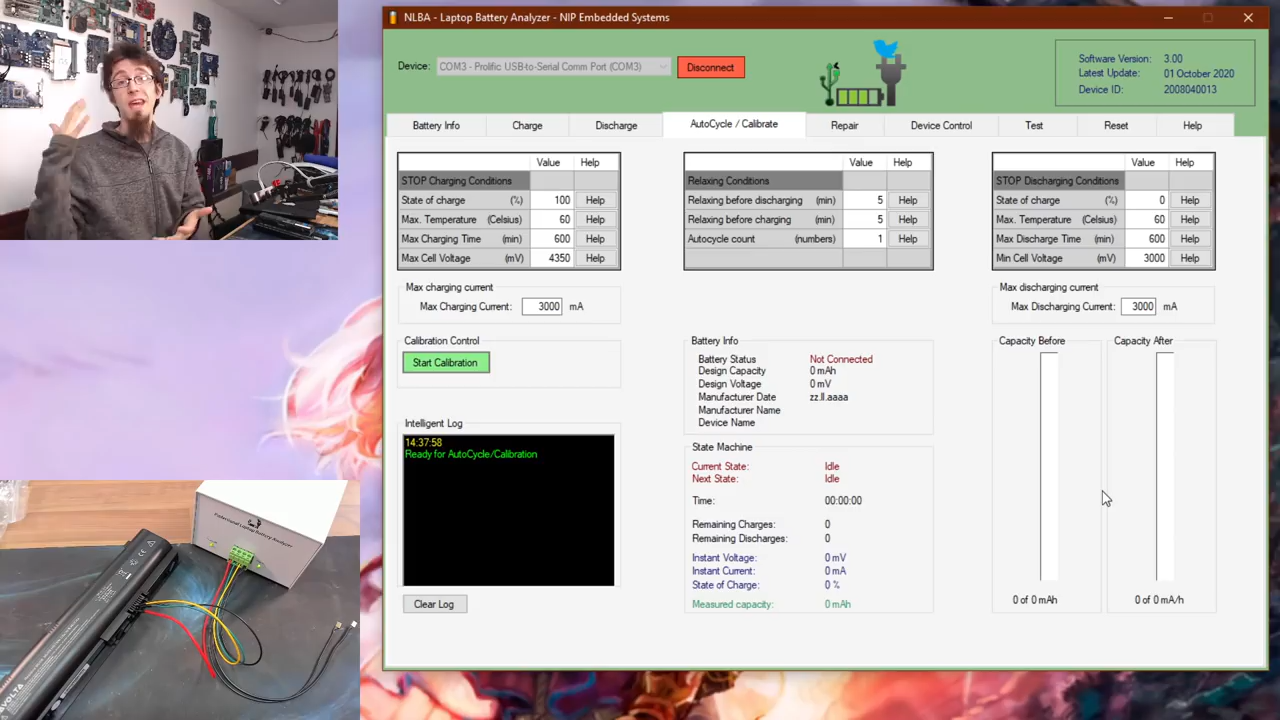 NLBA - Laptop Battery Analyzer - NIP Embedded Systems
Device: COM3 - Prolific USB-to-Serial Comm Port (COM3) Disconnect
Software Version: 3.00
Latest Update: 01 October 2020
Device ID: 2008040013
Battery Info Charge Discharge AutoCycle / Calibrate Repair Device Control Test Reset Help
Value Help
STOP Charging Conditions
State of charge (%) 100 Help
Max. Temperature (Celsius) 60 Help
Max Charging Time (min) 600 Help
Max Cell Voltage (mV) 4350 Help
Value Help
Relaxing Conditions
Relaxing before discharging (min) 5 Help
Relaxing before charging (min) 5 Help
Autocycle count (numbers) 1 Help
Value Help
STOP Discharging Conditions
State of charge (%) 0 Help
Max. Temperature (Celsius) 60 Help
Max Discharge Time (min) 600 Help
Min Cell Voltage (mV) 3000 Help
Max charging current
Max Charging Current: 3000 mA
Max discharging current
Max Discharging Current: 3000 mA
Calibration Control
Start Calibration
Intelligent Log
14:37:58
Ready for AutoCycle/Calibration
Clear Log
Battery Info
Battery Status Not Connected
Design Capacity 0 mAh
Design Voltage 0 mV
Manufacturer Date zz.ll.aaaa
Manufacturer Name
Device Name
State Machine
Current State: Idle
Next State: Idle
Time: 00:00:00
Remaining Charges: 0
Remaining Discharges: 0
Instant Voltage: 0 mV
Instant Current: 0 mA
State of Charge: 0 %
Measured capacity: 0 mAh
Capacity Before
0 of 0 mAh
Capacity After
0 of 0 mA/h
Professional Laptop Battery Analyzer